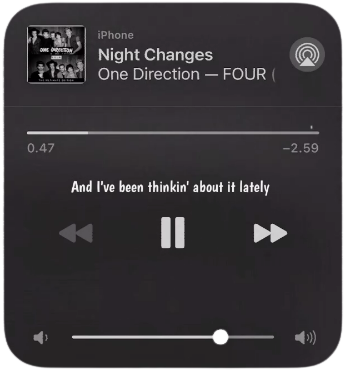 iPhone
Night Changes
One Direction — FOUR (
ONE DIRECTION
FOUR
0.47
−2.59
And I've been thinkin' about it lately